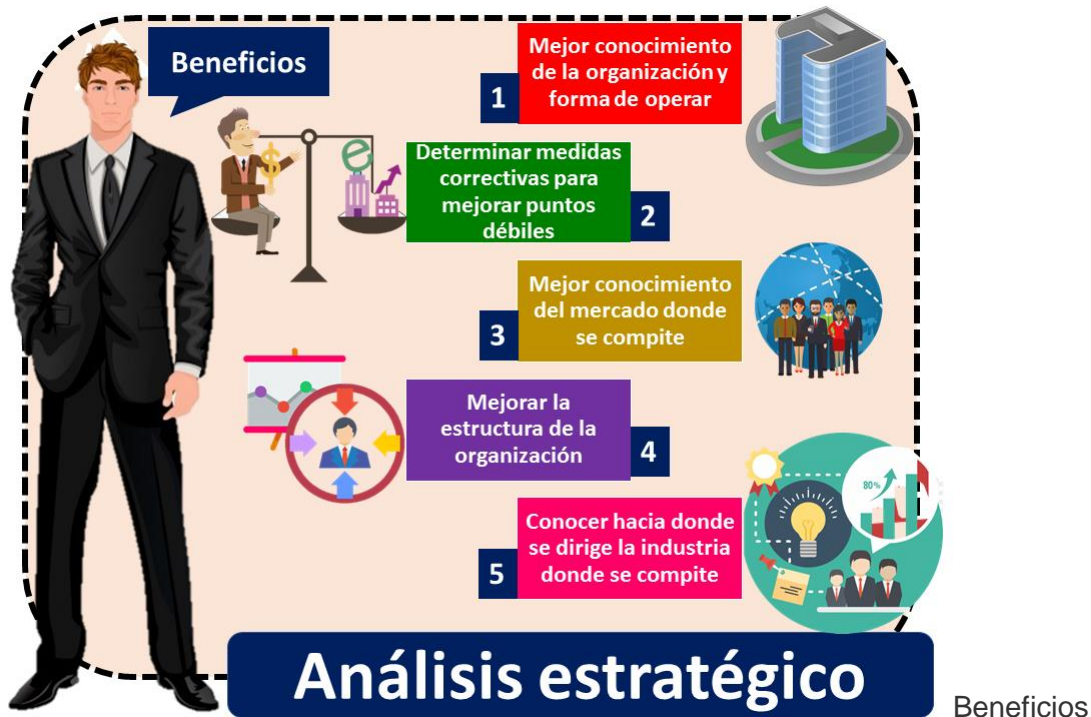 Beneficios
Mejor conocimiento
de la organización y
forma de operar
1
Determinar medidas
correctivas para
mejorar puntos
débiles
2
Mejor conocimiento
del mercado donde
se compite
3
Mejorar la
estructura de la
organización
4
80%
Conocer hacia donde
se dirige la industria
donde se compite
5
Análisis estratégico
Beneficios